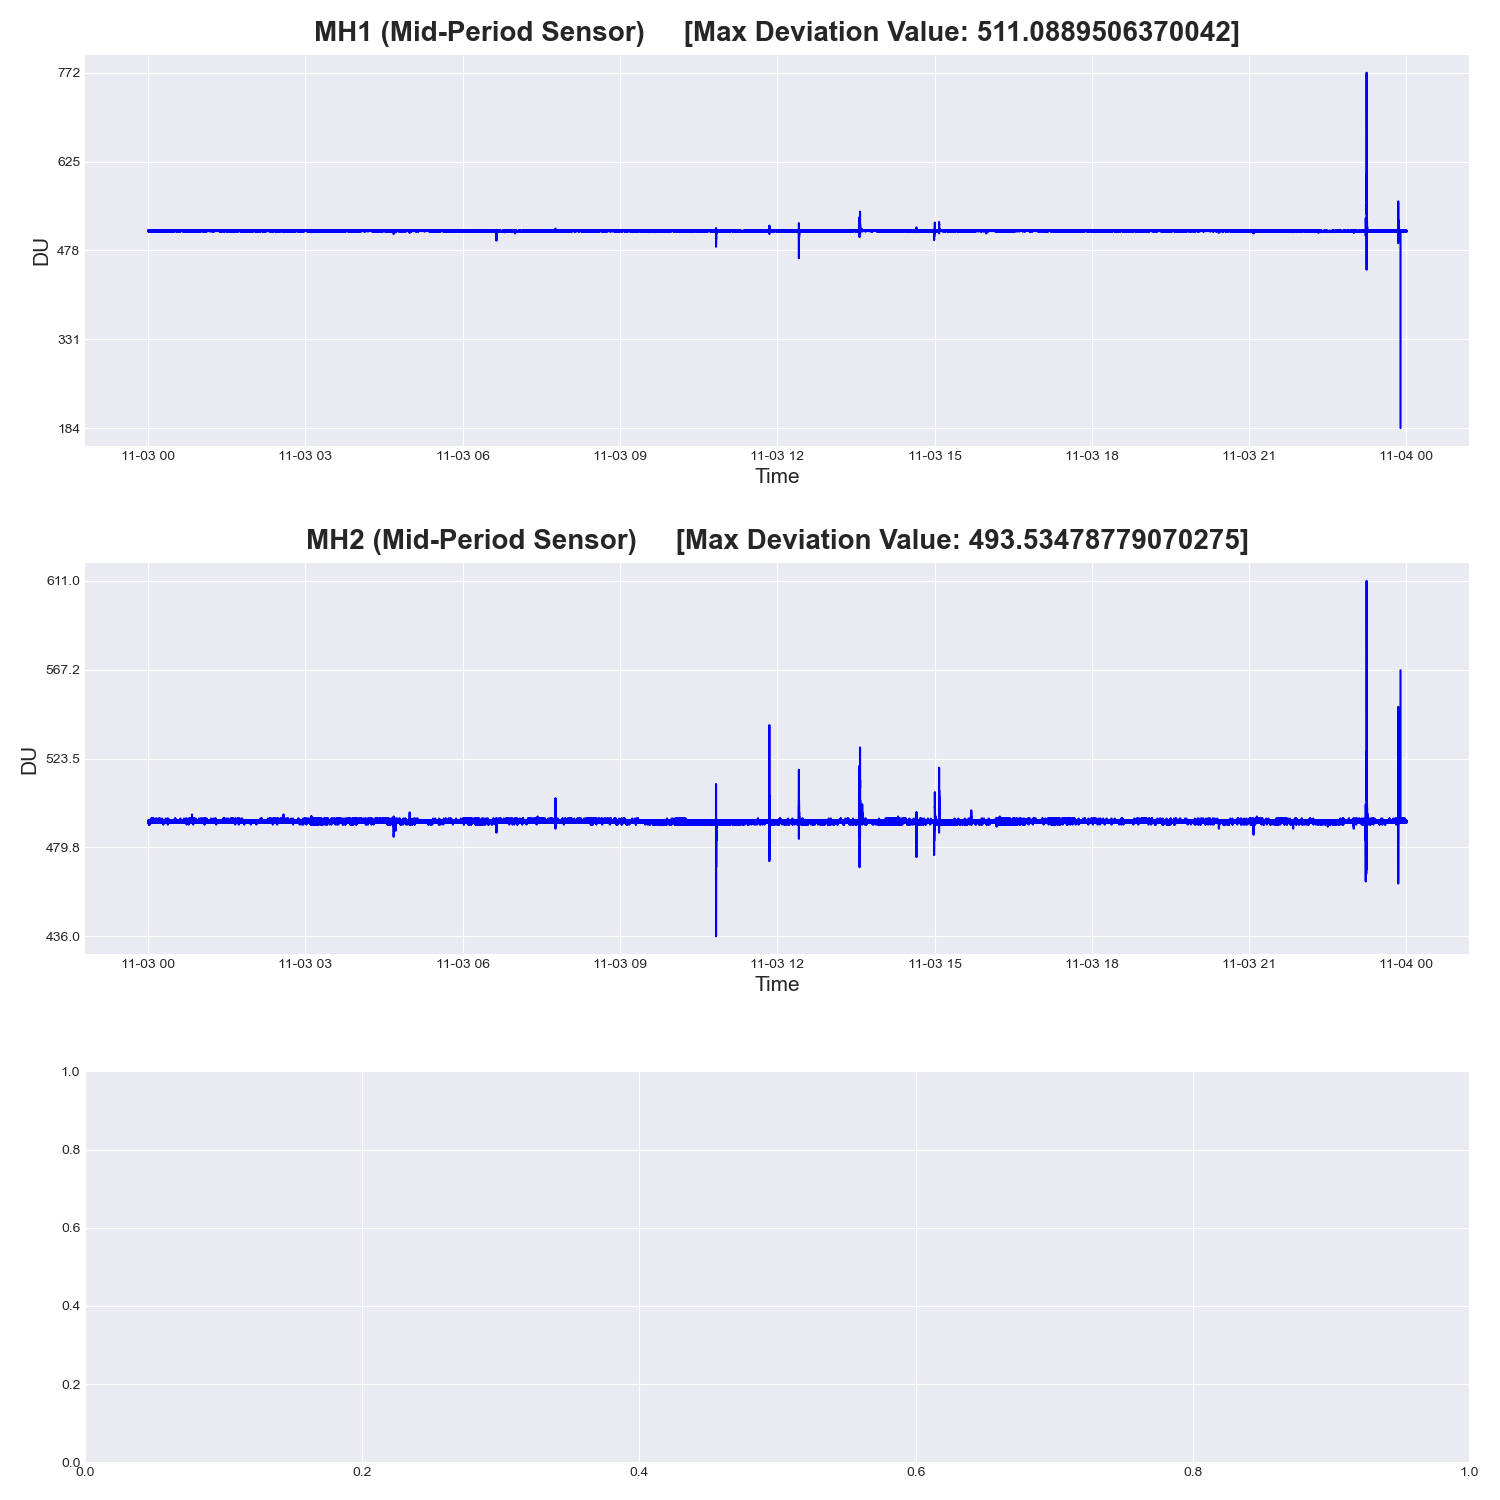 MH1 (Mid-Period Sensor) [Max Deviation Value: 511.0889506370042]
772
625
478
331
184
DU
11-03 00 11-03 03 11-03 06 11-03 09 11-03 12 11-03 15 11-03 18 11-03 21 11-04 00
Time
MH2 (Mid-Period Sensor) [Max Deviation Value: 493.53478779070275]
611.0
567.2
523.5
479.8
436.0
DU
11-03 00 11-03 03 11-03 06 11-03 09 11-03 12 11-03 15 11-03 18 11-03 21 11-04 00
Time
1.0
0.8
0.6
0.4
0.2
0.0
0.0 0.2 0.4 0.6 0.8 1.0